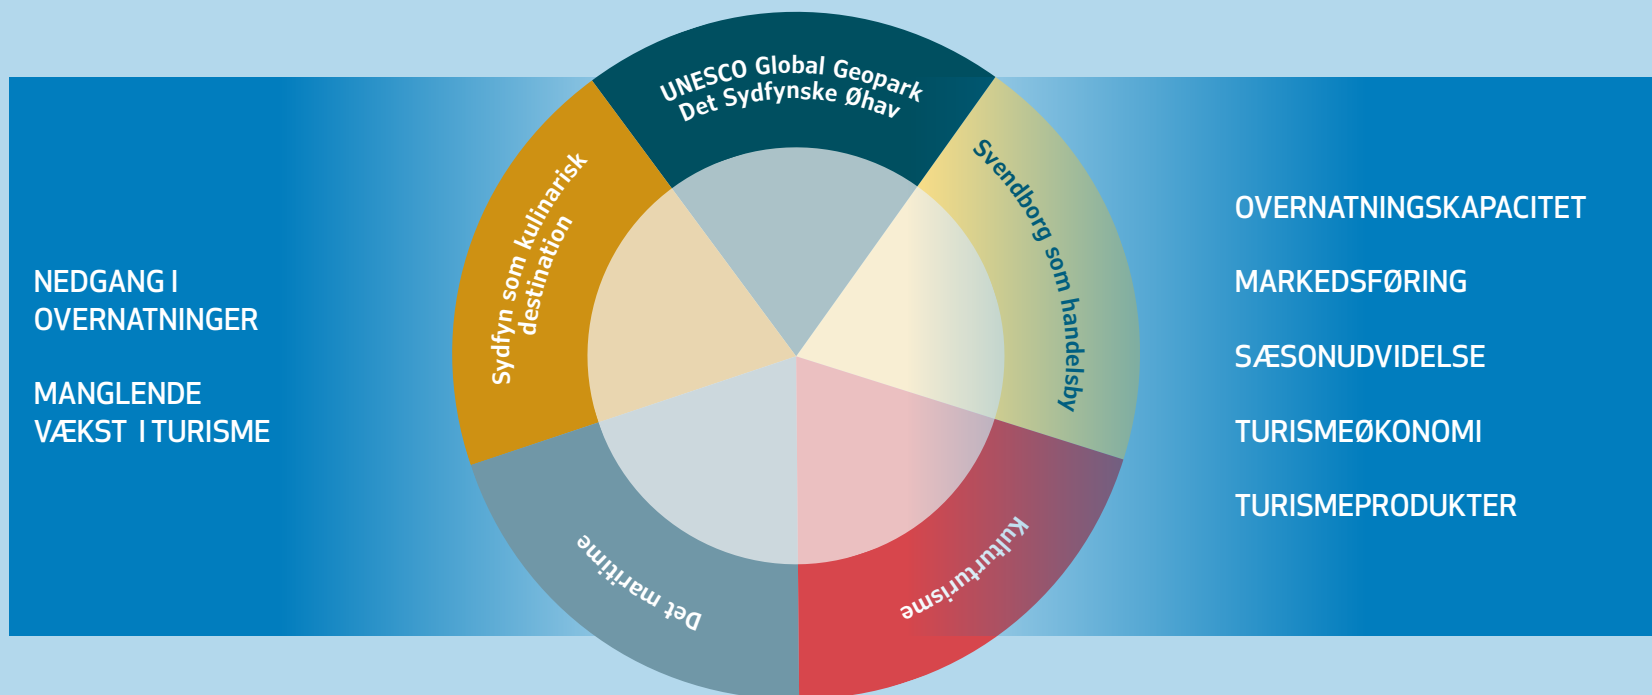 NEDGANG I
OVERNATNINGER
MANGLENDE
VÆKST I TURISME
UNESCO Global Geopark
Det Sydfynske Øhav
Svendborg som handelsby
Kulturturisme
Det maritime
Sydfyn som kulinarisk
destination
OVERNATNINGSKAPACITET
MARKEDSFØRING
SÆSONUDVIDELSE
TURISMEØKONOMI
TURISMEPRODUKTER